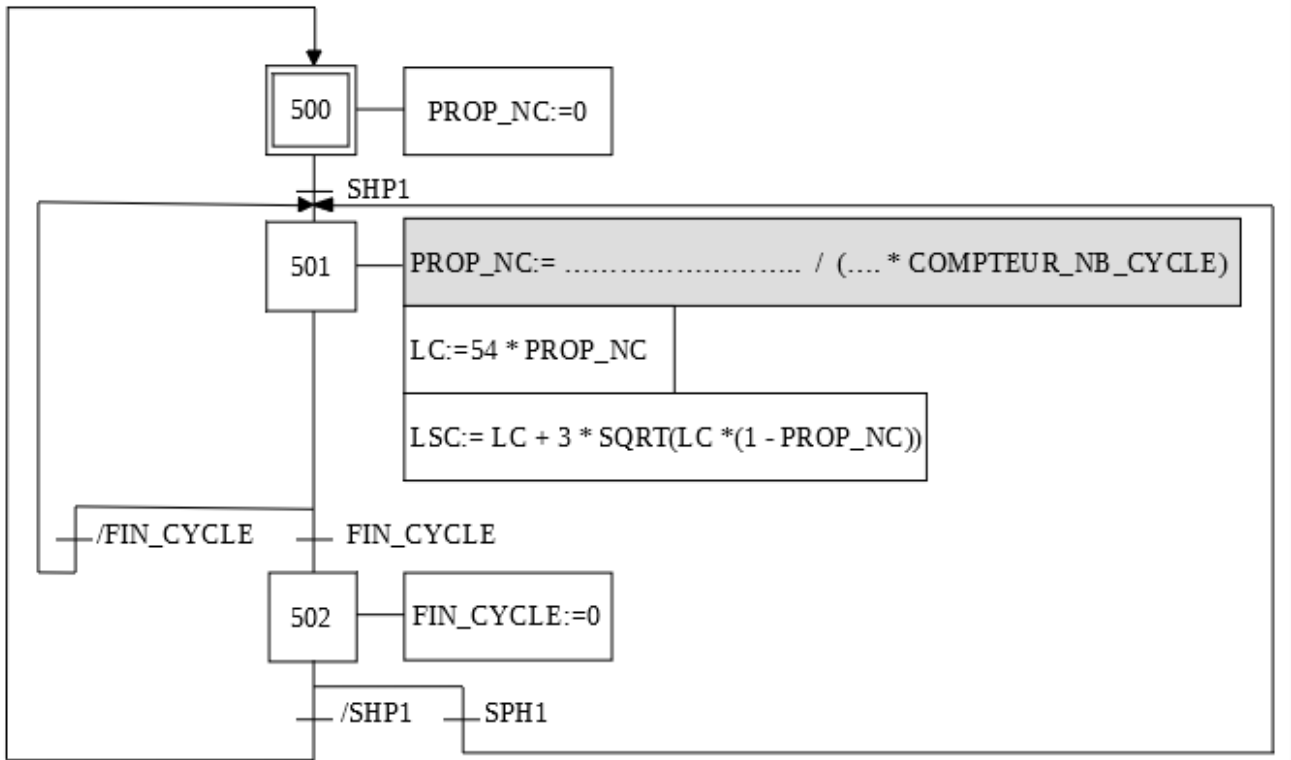 500
PROP_NC:=0
SHP1
501
PROP_NC:= ............................ / (.... * COMPTEUR_NB_CYCLE)
LC:=54 * PROP_NC
LSC:= LC + 3 * SQRT(LC *(1 - PROP_NC))
/FIN_CYCLE
FIN_CYCLE
502
FIN_CYCLE:=0
/SHP1
SPH1